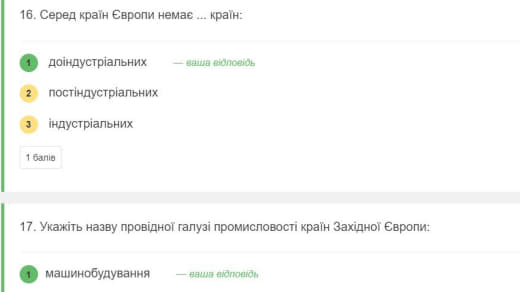 16. Серед країн Європи немає ... країн:
1 доіндустріальних — ваша відповідь
2 постіндустріальних
3 індустріальних
1 балів
17. Укажіть назву провідної галузі промисловості країн Західної Європи:
1 машинобудування — ваша відповідь